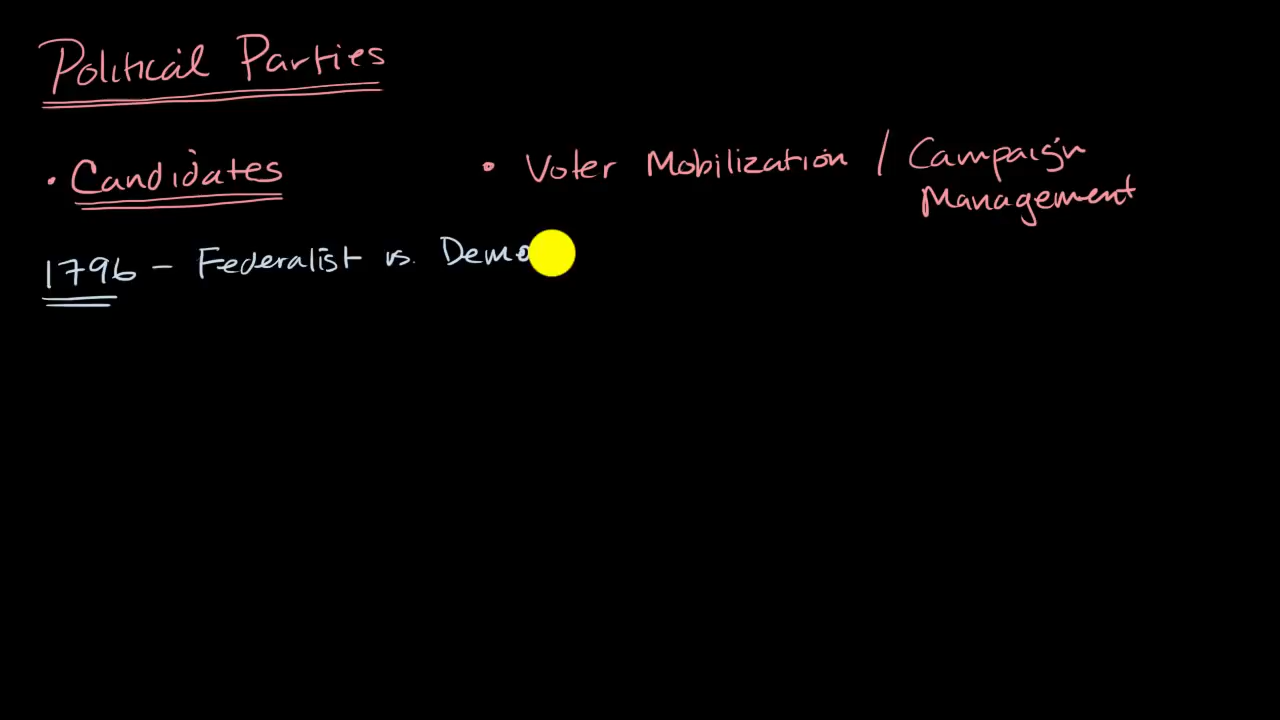 Political Parties
• Candidates
• Voter Mobilization / Campaign
Management
1796 – Federalist vs. Demo